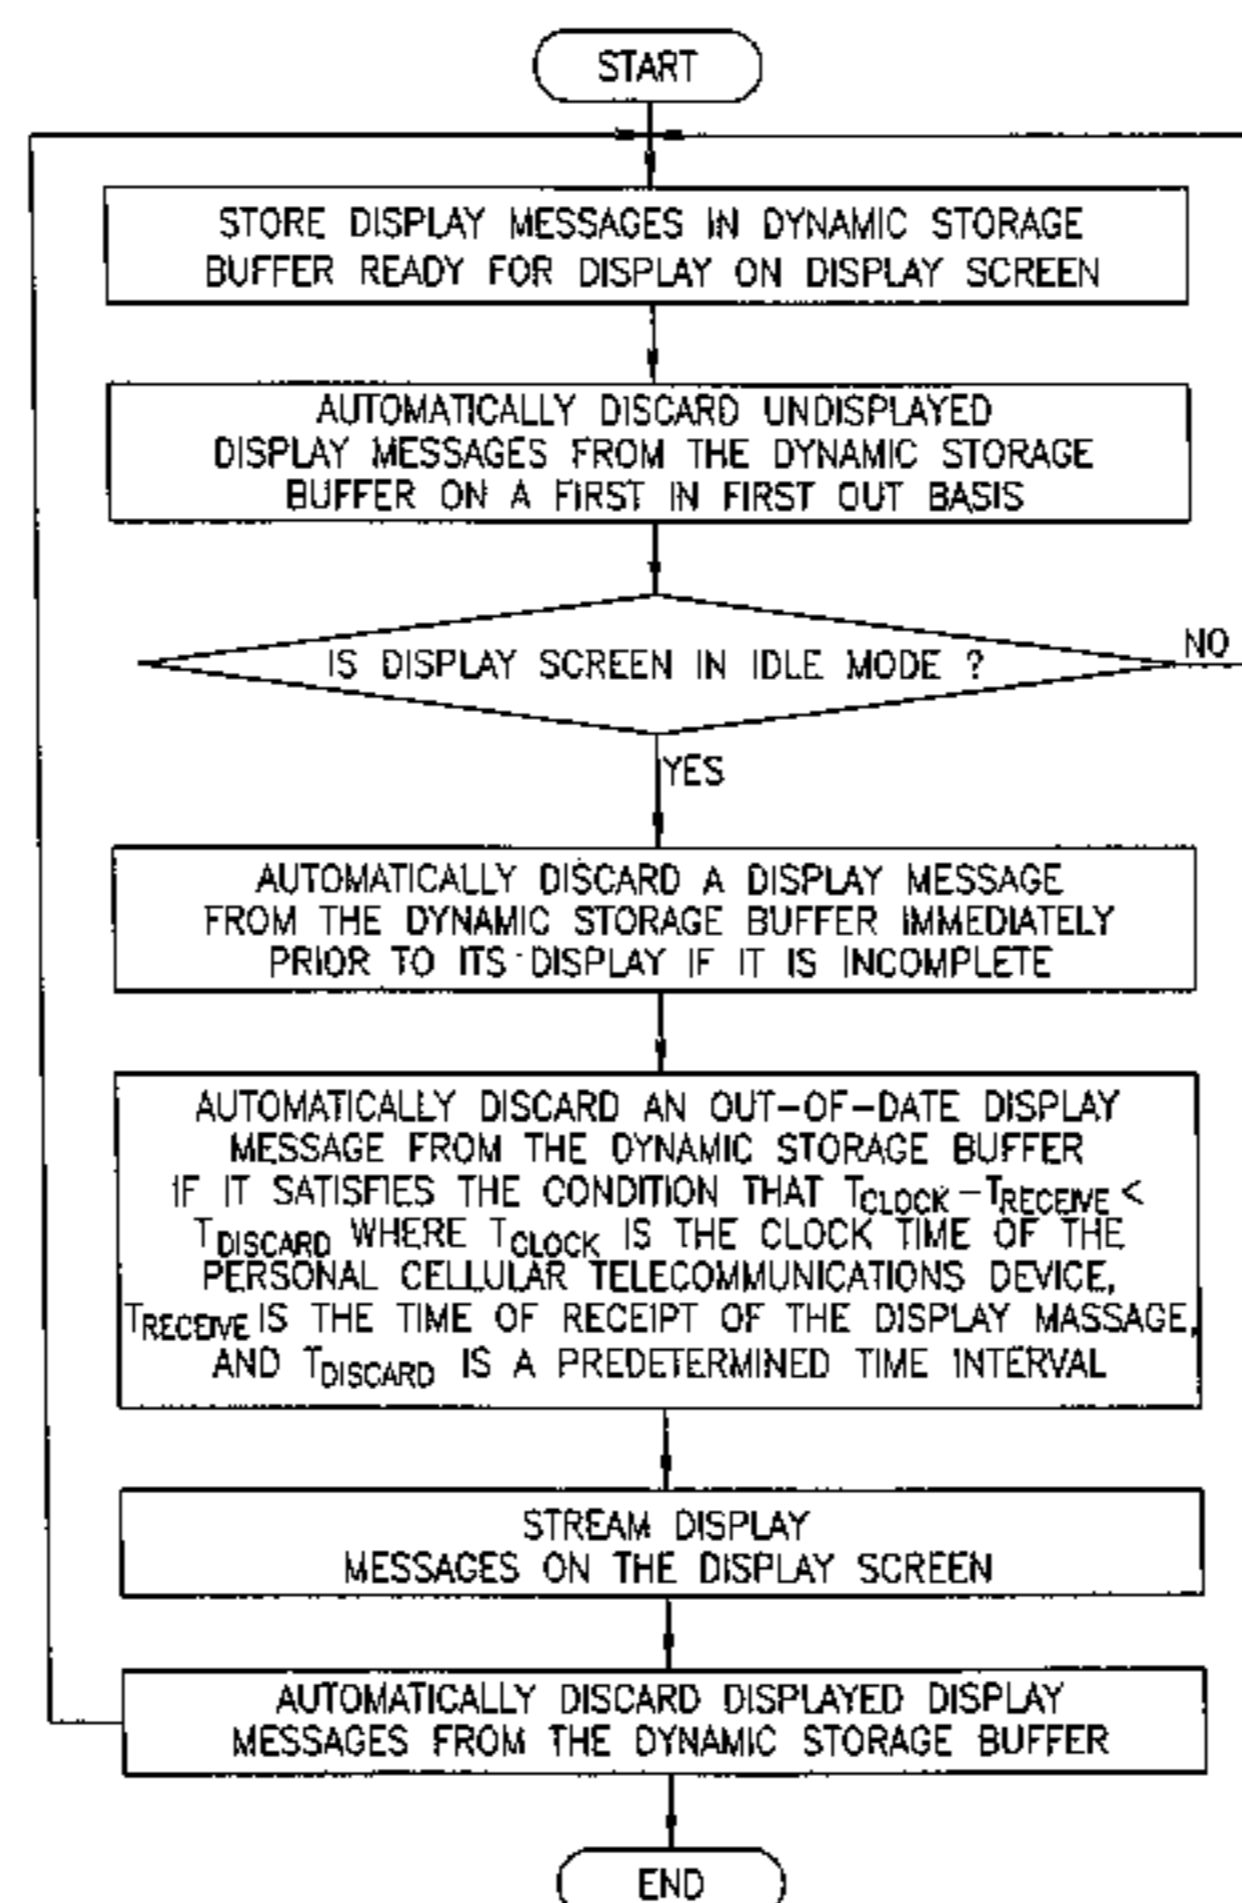 START
STORE DISPLAY MESSAGES IN DYNAMIC STORAGE
BUFFER READY FOR DISPLAY ON DISPLAY SCREEN
AUTOMATICALLY DISCARD UNDISPLAYED
DISPLAY MESSAGES FROM THE DYNAMIC STORAGE
BUFFER ON A FIRST IN FIRST OUT BASIS
IS DISPLAY SCREEN IN IDLE MODE ?
NO
YES
AUTOMATICALLY DISCARD A DISPLAY MESSAGE
FROM THE DYNAMIC STORAGE BUFFER IMMEDIATELY
PRIOR TO ITS DISPLAY IF IT IS INCOMPLETE
AUTOMATICALLY DISCARD AN OUT-OF-DATE DISPLAY
MESSAGE FROM THE DYNAMIC STORAGE BUFFER
IF IT SATISFIES THE CONDITION THAT TCLOCK-TRECEIVE <
TDISCARD WHERE TCLOCK IS THE CLOCK TIME OF THE
PERSONAL CELLULAR TELECOMMUNICATIONS DEVICE,
TRECEIVE IS THE TIME OF RECEIPT OF THE DISPLAY MASSAGE,
AND TDISCARD IS A PREDETERMINED TIME INTERVAL
STREAM DISPLAY
MESSAGES ON THE DISPLAY SCREEN
AUTOMATICALLY DISCARD DISPLAYED DISPLAY
MESSAGES FROM THE DYNAMIC STORAGE BUFFER
END